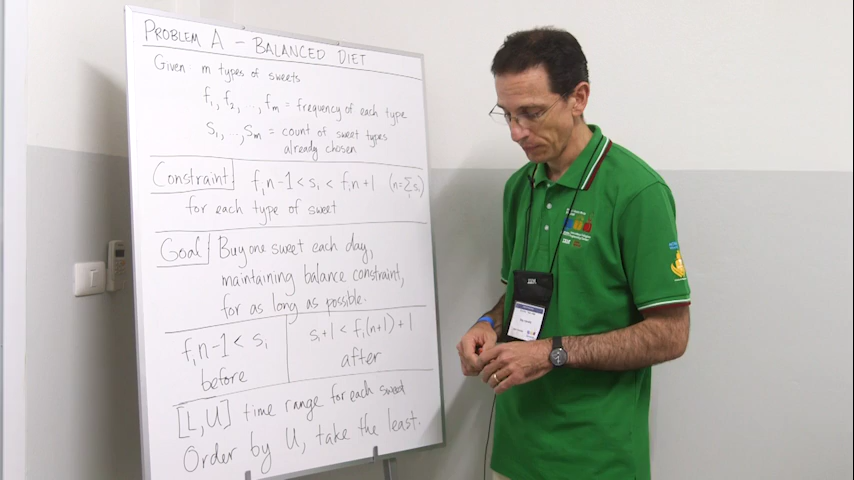 PROBLEM A – BALANCED DIET
Given m types of sweets
f₁, f₂, .., fₘ = frequency of each type
s₁, .., sₘ = count of sweet types
already chosen
Constraint fᵢn-1 < sᵢ < fᵢn+1 (n=Σsᵢ)
for each type of sweet
Goal Buy one sweet each day,
maintaining balance constraint,
for as long as possible.
fᵢn-1 < sᵢ
before
sᵢ+1 < fᵢ(n+1)+1
after
[L,U] time range for each sweet
Order by U, take the least.
IBM